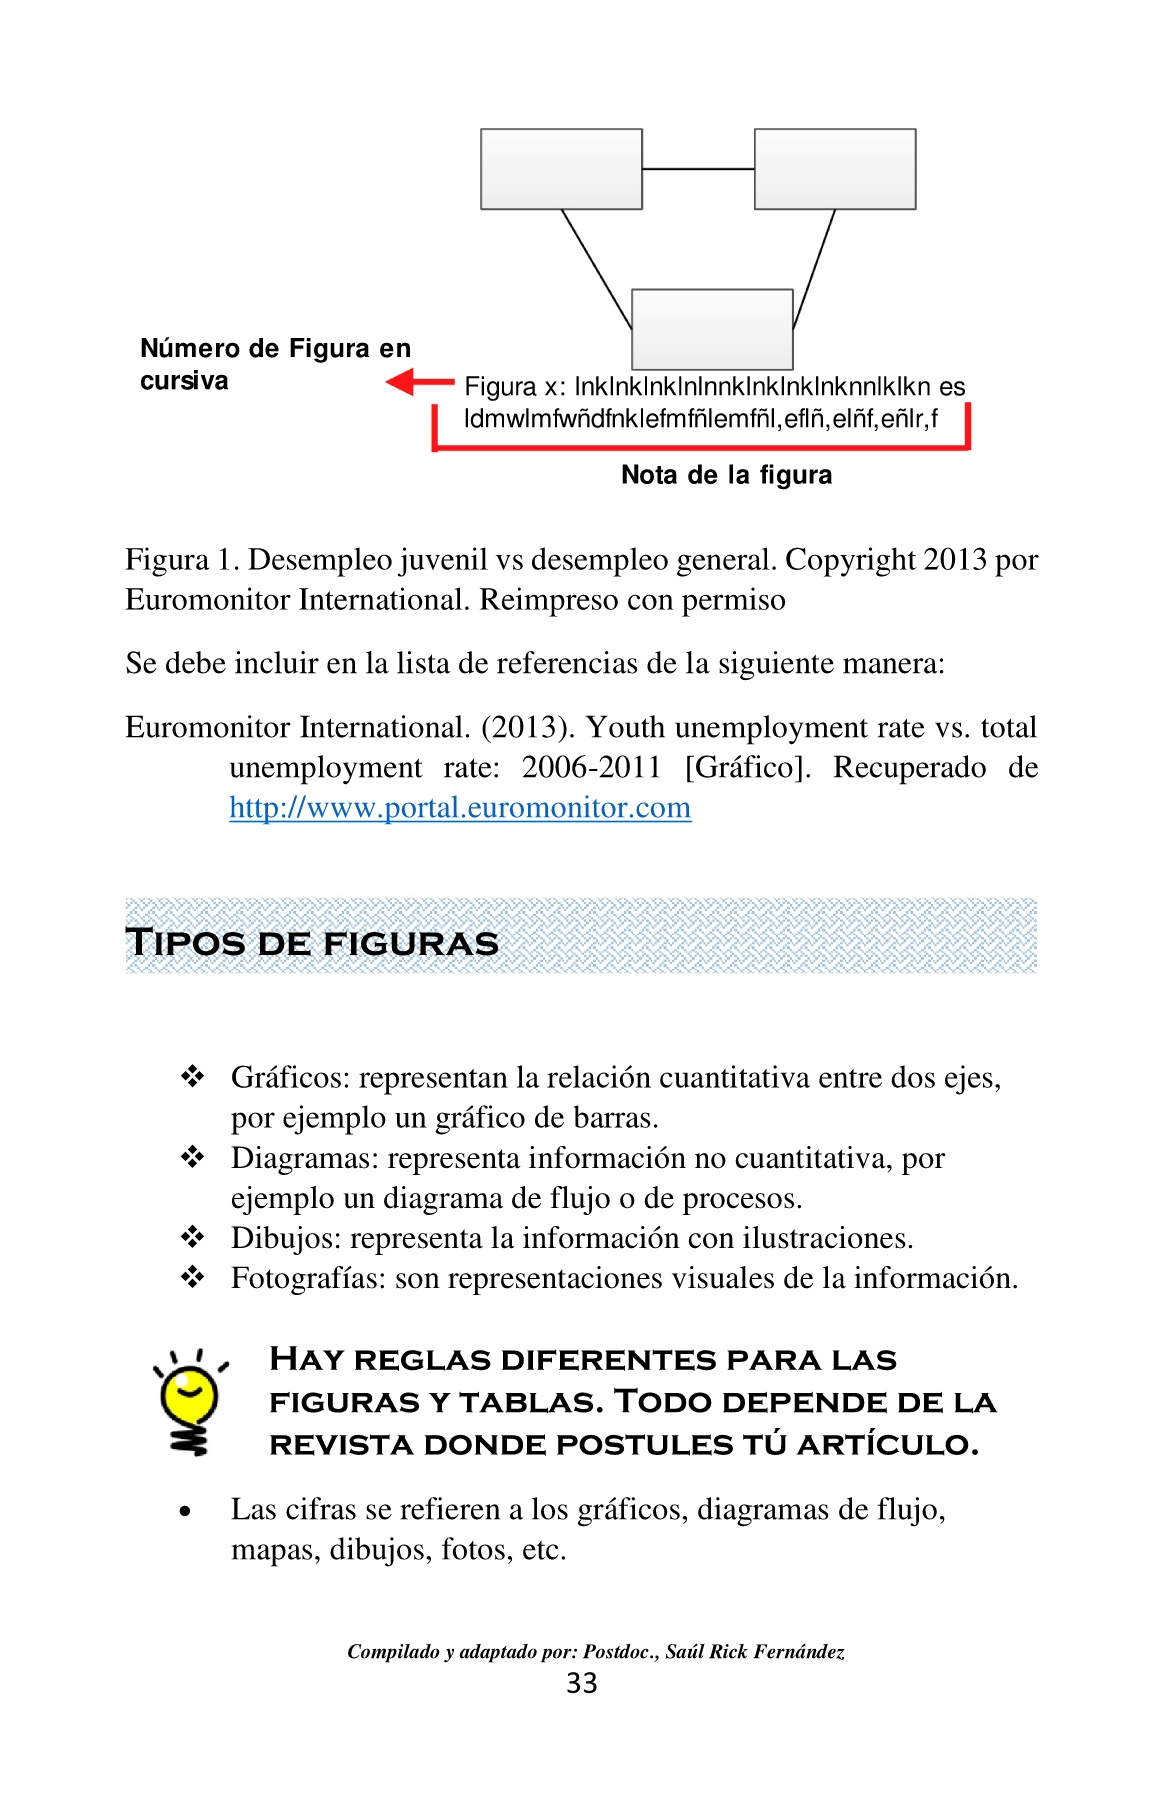 Número de Figura en
cursiva
Figura x: lnklnklnklnlnnklnklnklnknnlklkn es
ldmwlmfwñdfnklefmfñlemfñl,eflñ,elñf,eñlr,f
Nota de la figura
Figura 1. Desempleo juvenil vs desempleo general. Copyright 2013 por
Euromonitor International. Reimpreso con permiso
Se debe incluir en la lista de referencias de la siguiente manera:
Euromonitor International. (2013). Youth unemployment rate vs. total
unemployment rate: 2006-2011 [Gráfico]. Recuperado de
http://www.portal.euromonitor.com
TIPOS DE FIGURAS
❖ Gráficos: representan la relación cuantitativa entre dos ejes,
por ejemplo un gráfico de barras.
❖ Diagramas: representa información no cuantitativa, por
ejemplo un diagrama de flujo o de procesos.
❖ Dibujos: representa la información con ilustraciones.
❖ Fotografías: son representaciones visuales de la información.
HAY REGLAS DIFERENTES PARA LAS
FIGURAS Y TABLAS. TODO DEPENDE DE LA
REVISTA DONDE POSTULES TÚ ARTÍCULO.
• Las cifras se refieren a los gráficos, diagramas de flujo,
mapas, dibujos, fotos, etc.
Compilado y adaptado por: Postdoc., Saúl Rick Fernández
33